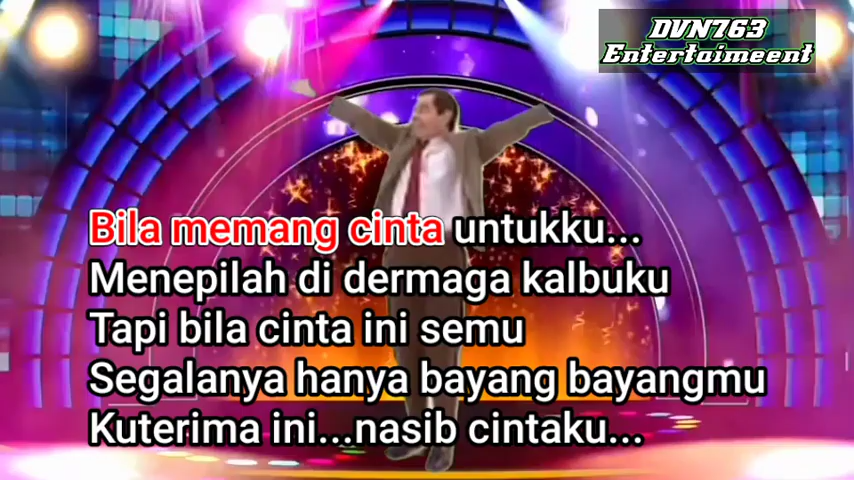 DVN763
Entertaimeent
Bila memang cinta untukku...
Menepilah di dermaga kalbuku
Tapi bila cinta ini semu
Segalanya hanya bayang bayangmu
Kuterima ini...nasib cintaku...